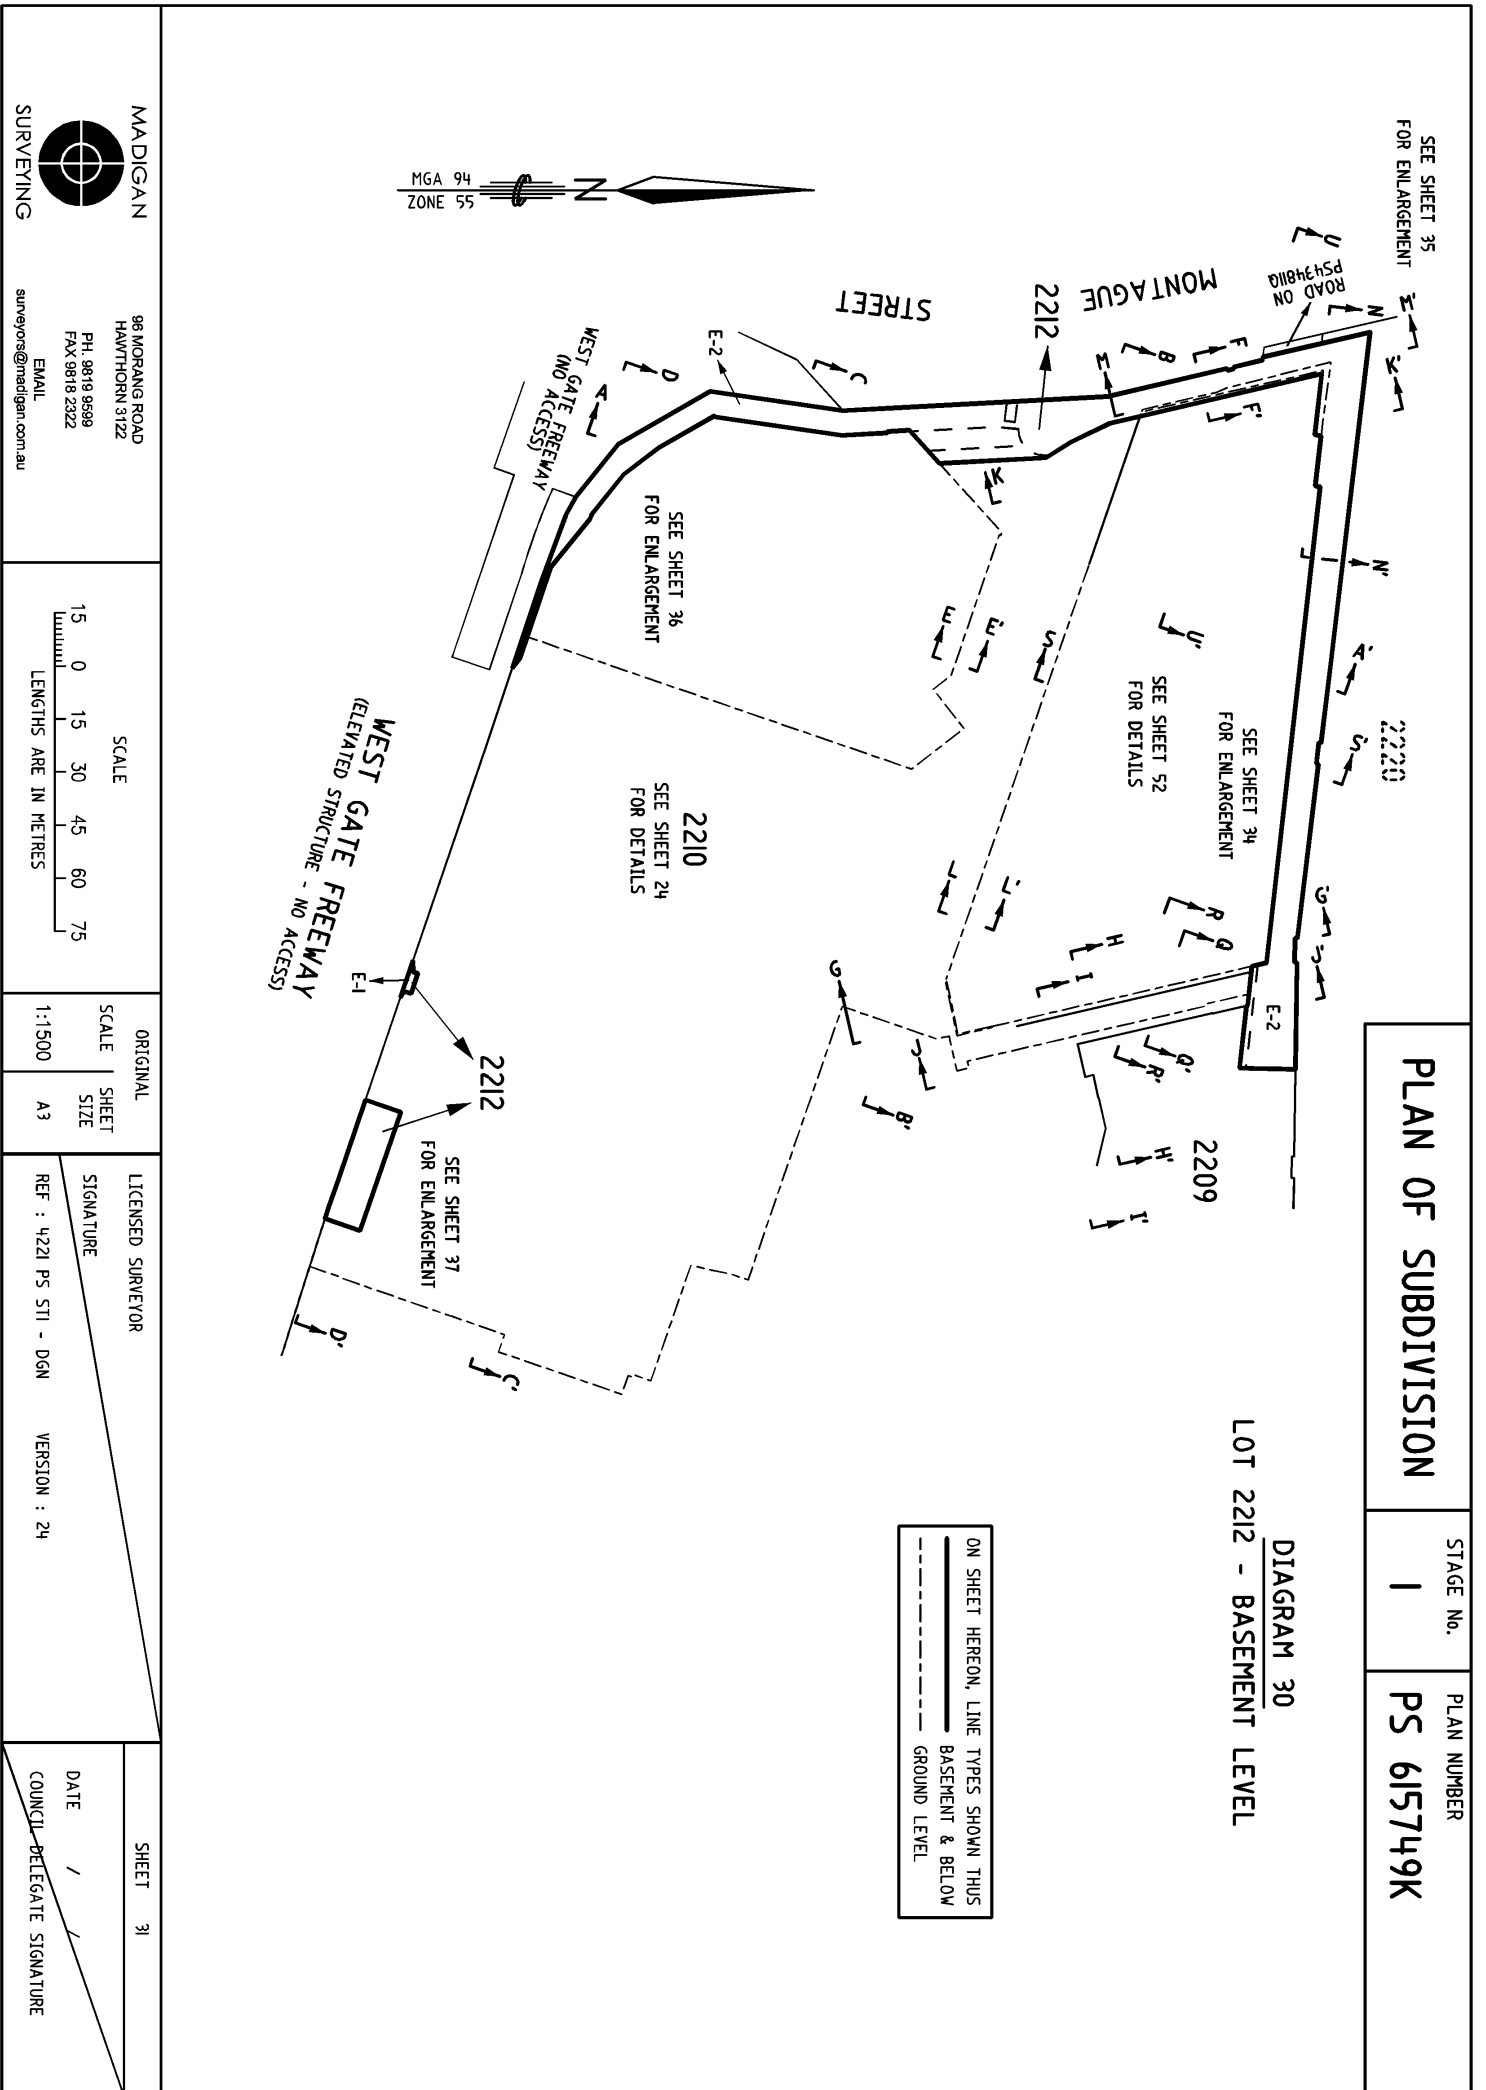 PLAN OF SUBDIVISION
STAGE No.
1
PLAN NUMBER
PS 615749K
DIAGRAM 30
LOT 2212 - BASEMENT LEVEL
ON SHEET HEREON, LINE TYPES SHOWN THUS
BASEMENT & BELOW
GROUND LEVEL
SEE SHEET 35
FOR ENLARGEMENT
M'
K'
N
U
ROAD ON
PS434811Q
F
F'
B
M
MONTAGUE
STREET
2212
C
E-2
D
A
WEST GATE FREEWAY
(NO ACCESS)
K
N'
A'
S'
2220
U'
E
E'
S
SEE SHEET 36
FOR ENLARGEMENT
SEE SHEET 52
FOR DETAILS
SEE SHEET 34
FOR ENLARGEMENT
2210
SEE SHEET 24
FOR DETAILS
L
L'
R
Q
H
I
G'
J'
E-2
G
J
B'
Q'
R'
H'
I'
2209
WEST GATE FREEWAY
(ELEVATED STRUCTURE - NO ACCESS)
E-1
2212
SEE SHEET 37
FOR ENLARGEMENT
D'
C'
MGA 94
ZONE 55
N
MADIGAN
SURVEYING
96 MORANG ROAD
HAWTHORN 3122
PH. 9819 9599
FAX 9818 2322
EMAIL
surveyors@madigan.com.au
SCALE
15 0 15 30 45 60 75
LENGTHS ARE IN METRES
ORIGINAL
SCALE
SHEET
SIZE
1:1500
A3
LICENSED SURVEYOR
SIGNATURE
REF : 4221 PS ST1 - DGN VERSION : 24
SHEET 31
DATE / /
COUNCIL DELEGATE SIGNATURE